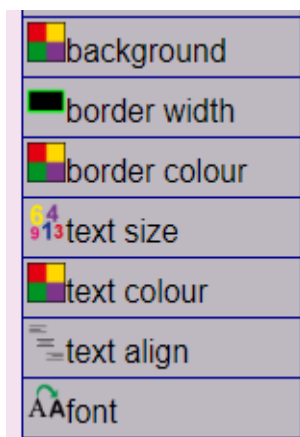 background
border width
border colour
text size
text colour
text align
font